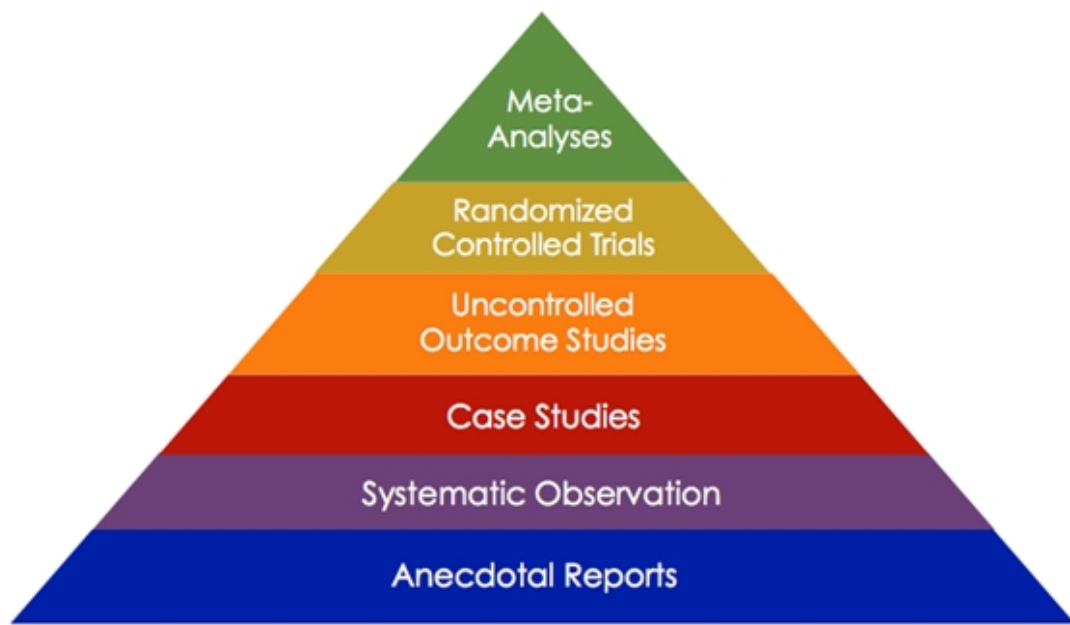 Meta-
Analyses
Randomized
Controlled Trials
Uncontrolled
Outcome Studies
Case Studies
Systematic Observation
Anecdotal Reports